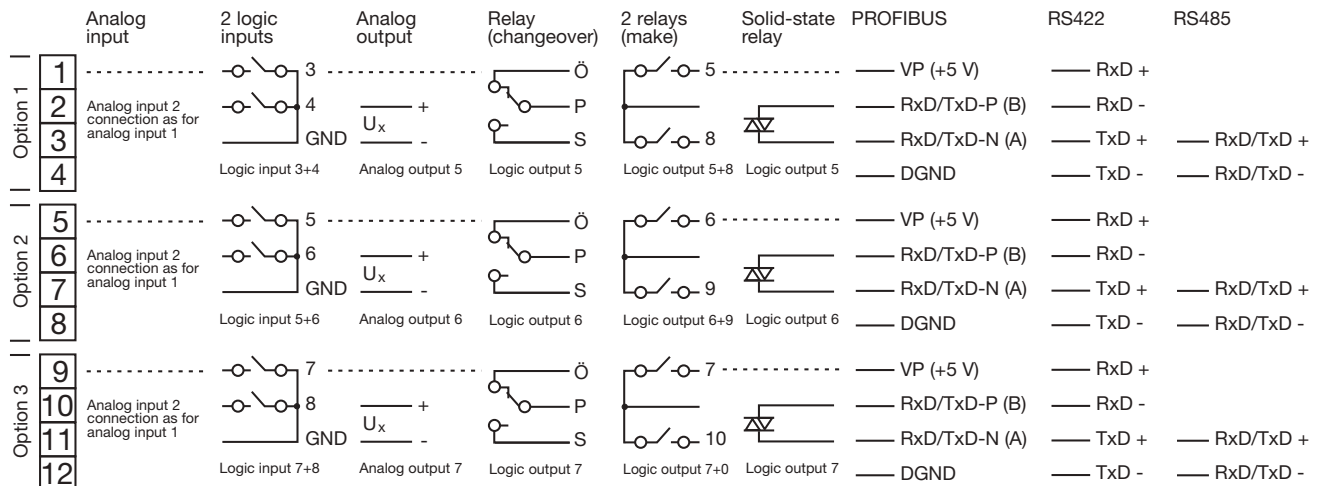 Analog input 2 logic inputs Analog output Relay (changeover) 2 relays (make) Solid-state relay PROFIBUS RS422 RS485
Option 1
1 3 Ö 5 VP (+5 V) RxD +
2 Analog input 2 connection as for analog input 1 4 + P RxD/TxD-P (B) RxD -
Ux
3 GND - S 8 RxD/TxD-N (A) TxD + RxD/TxD +
4 Logic input 3+4 Analog output 5 Logic output 5 Logic output 5+8 Logic output 5 DGND TxD - RxD/TxD -
Option 2
5 5 Ö 6 VP (+5 V) RxD +
6 Analog input 2 connection as for analog input 1 6 + P RxD/TxD-P (B) RxD -
Ux
7 GND - S 9 RxD/TxD-N (A) TxD + RxD/TxD +
8 Logic input 5+6 Analog output 6 Logic output 6 Logic output 6+9 Logic output 6 DGND TxD - RxD/TxD -
Option 3
9 7 Ö 7 VP (+5 V) RxD +
10 Analog input 2 connection as for analog input 1 8 + P RxD/TxD-P (B) RxD -
Ux
11 GND - S 10 RxD/TxD-N (A) TxD + RxD/TxD +
12 Logic input 7+8 Analog output 7 Logic output 7 Logic output 7+0 Logic output 7 DGND TxD - RxD/TxD -